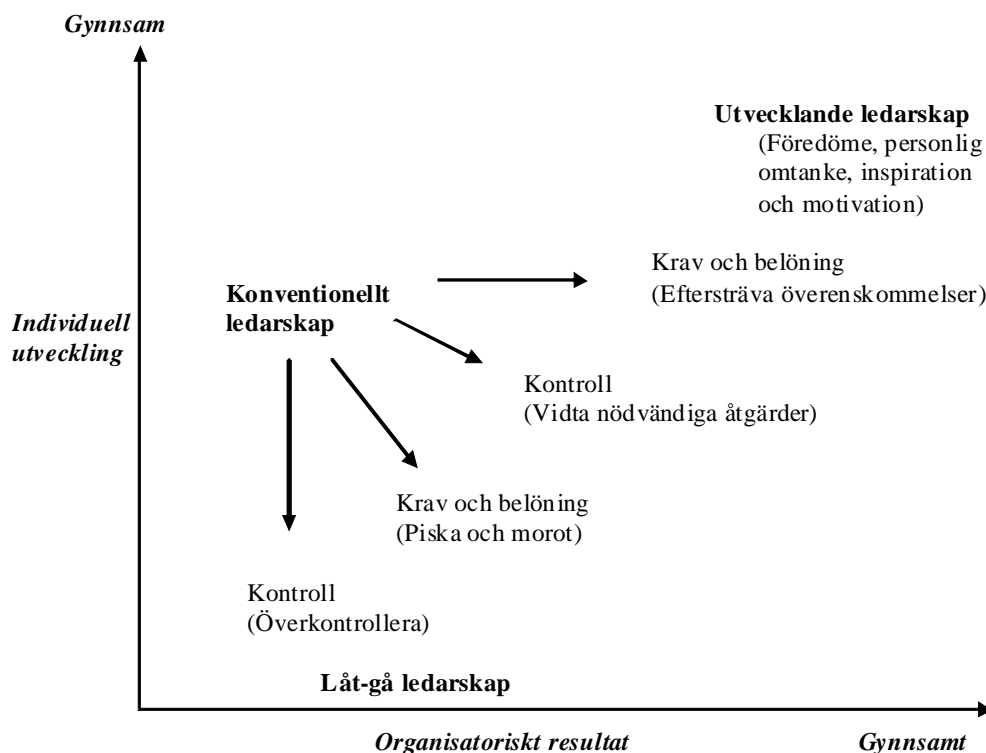 Gynnsam
Utvecklande ledarskap
(Föredöme, personlig
omtanke, inspiration
och motivation)
Krav och belöning
(Eftersträva överenskommelser)
Konventionellt
ledarskap
Individuell
utveckling
Kontroll
(Vidta nödvändiga åtgärder)
Krav och belöning
(Piska och morot)
Kontroll
(Överkontrollera)
Låt-gå ledarskap
Organisatoriskt resultat
Gynnsamt